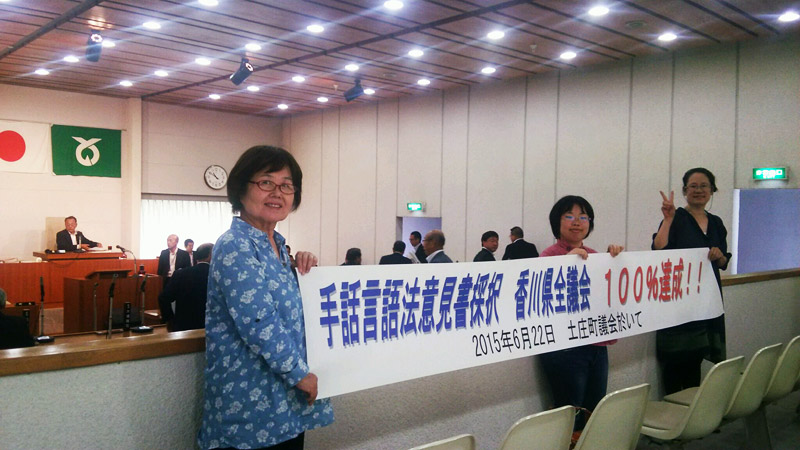 手話言語法意見書採択 香川県全議会 100%達成!!
2015年6月22日 土庄町議会於いて